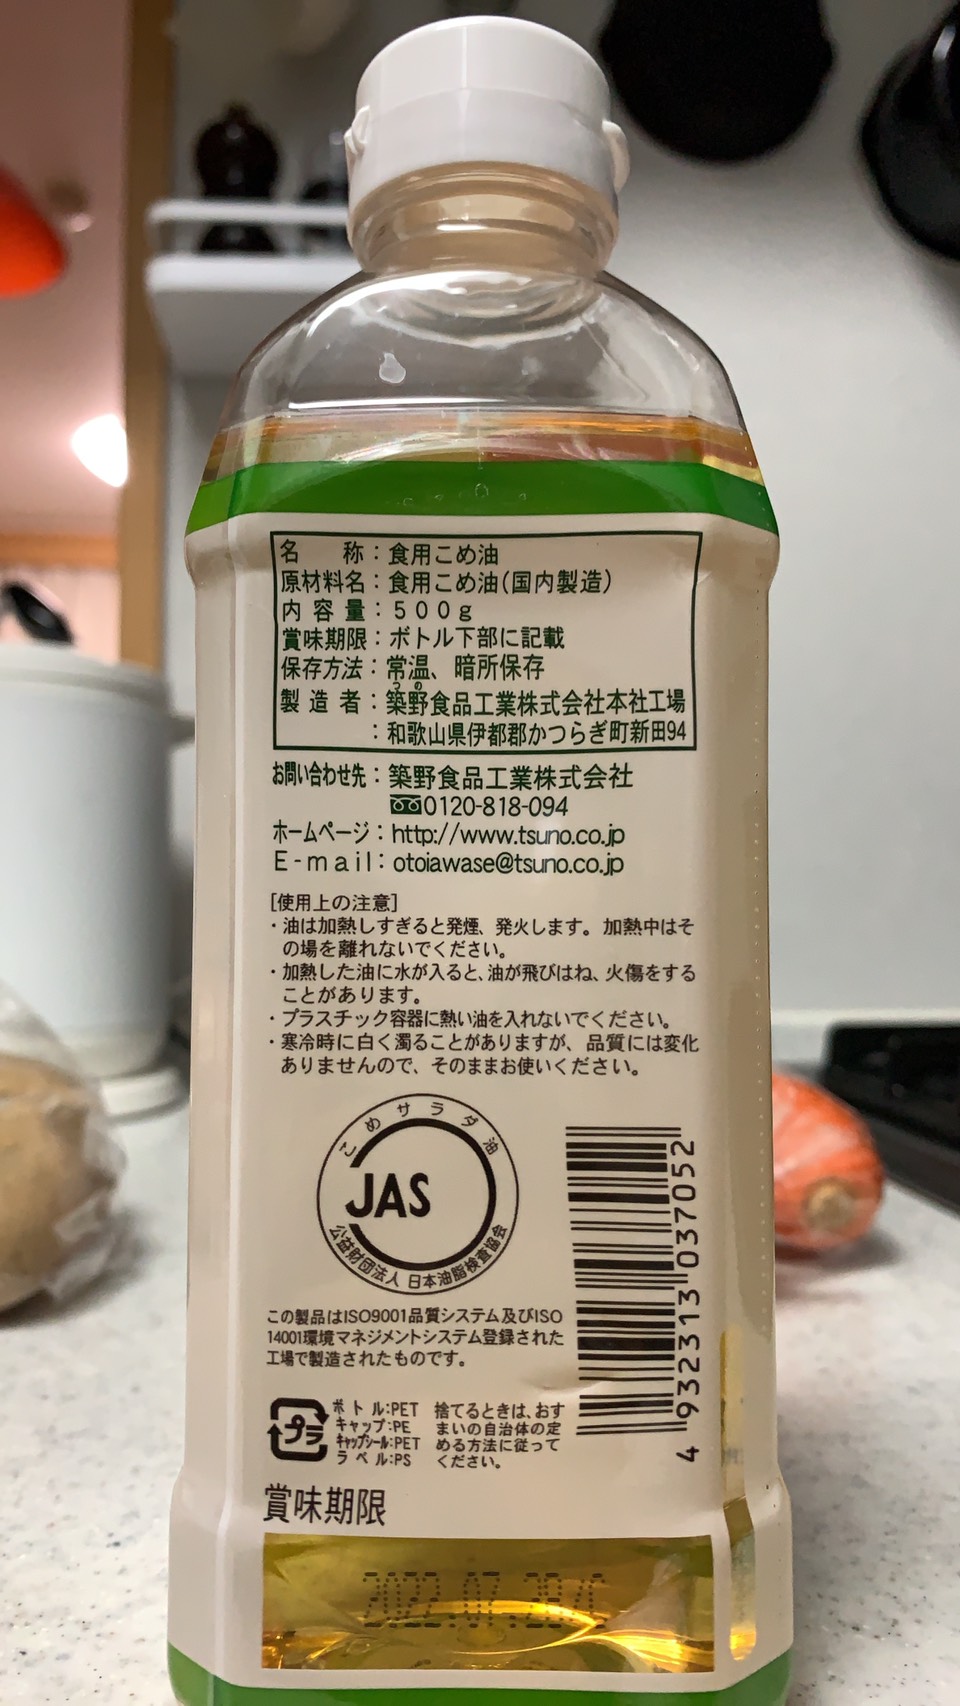 名　称：食用こめ油
原材料名：食用こめ油(国内製造)
内 容 量：５００ｇ
賞味期限：ボトル下部に記載
保存方法：常温、暗所保存
つの
製 造 者：築野食品工業株式会社本社工場
：和歌山県伊都郡かつらぎ町新田94
お問い合わせ先：築野食品工業株式会社
0120-818-094
ホームページ：http://www.tsuno.co.jp
E-mail：otoiawase@tsuno.co.jp
[使用上の注意]
・油は加熱しすぎると発煙、発火します。加熱中はそ
の場を離れないでください。
・加熱した油に水が入ると、油が飛びはね、火傷をする
ことがあります。
・プラスチック容器に熱い油を入れないでください。
・寒冷時に白く濁ることがありますが、品質には変化
ありませんので、そのままお使いください。
こめサラダ油
JAS
公益財団法人 日本油脂検査協会
4 932313 037052
この製品はISO9001品質システム及びISO
14001環境マネジメントシステム登録された
工場で製造されたものです。
プラ
ボトル:PET
キャップ:PE
キャップシール:PET
ラベル:PS
捨てるときは、おす
まいの自治体の定
める方法に従って
ください。
賞味期限
2022.07.28